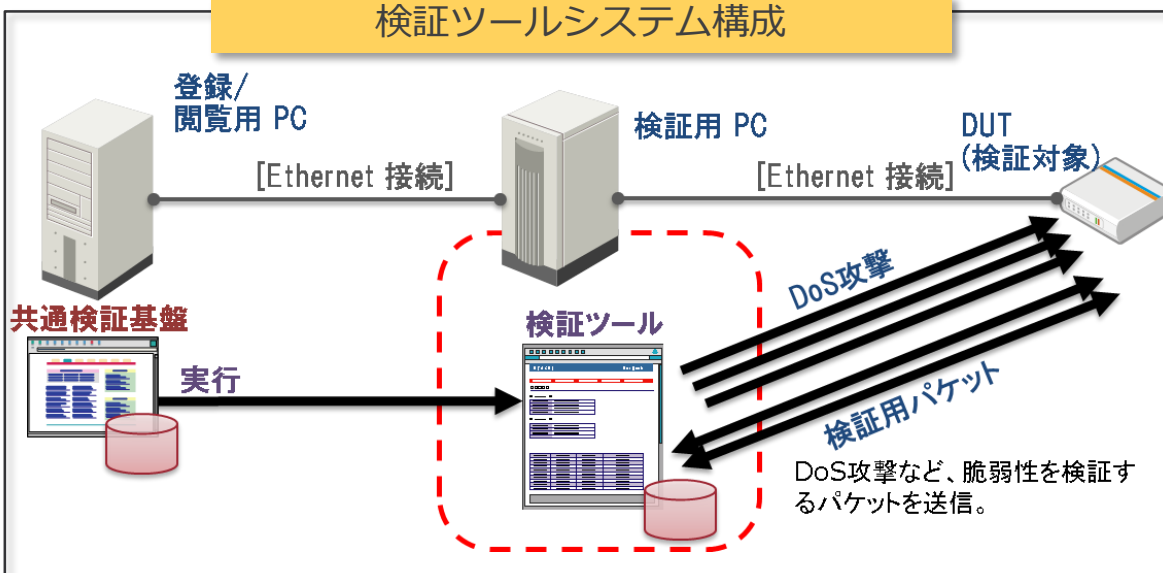 検証ツールシステム構成
登録/
閲覧用 PC
検証用 PC
DUT
(検証対象)
[Ethernet 接続]
[Ethernet 接続]
DoS攻撃
共通検証基盤
検証ツール
実行
検証用パケット
DoS攻撃など、脆弱性を検証す
るパケットを送信。